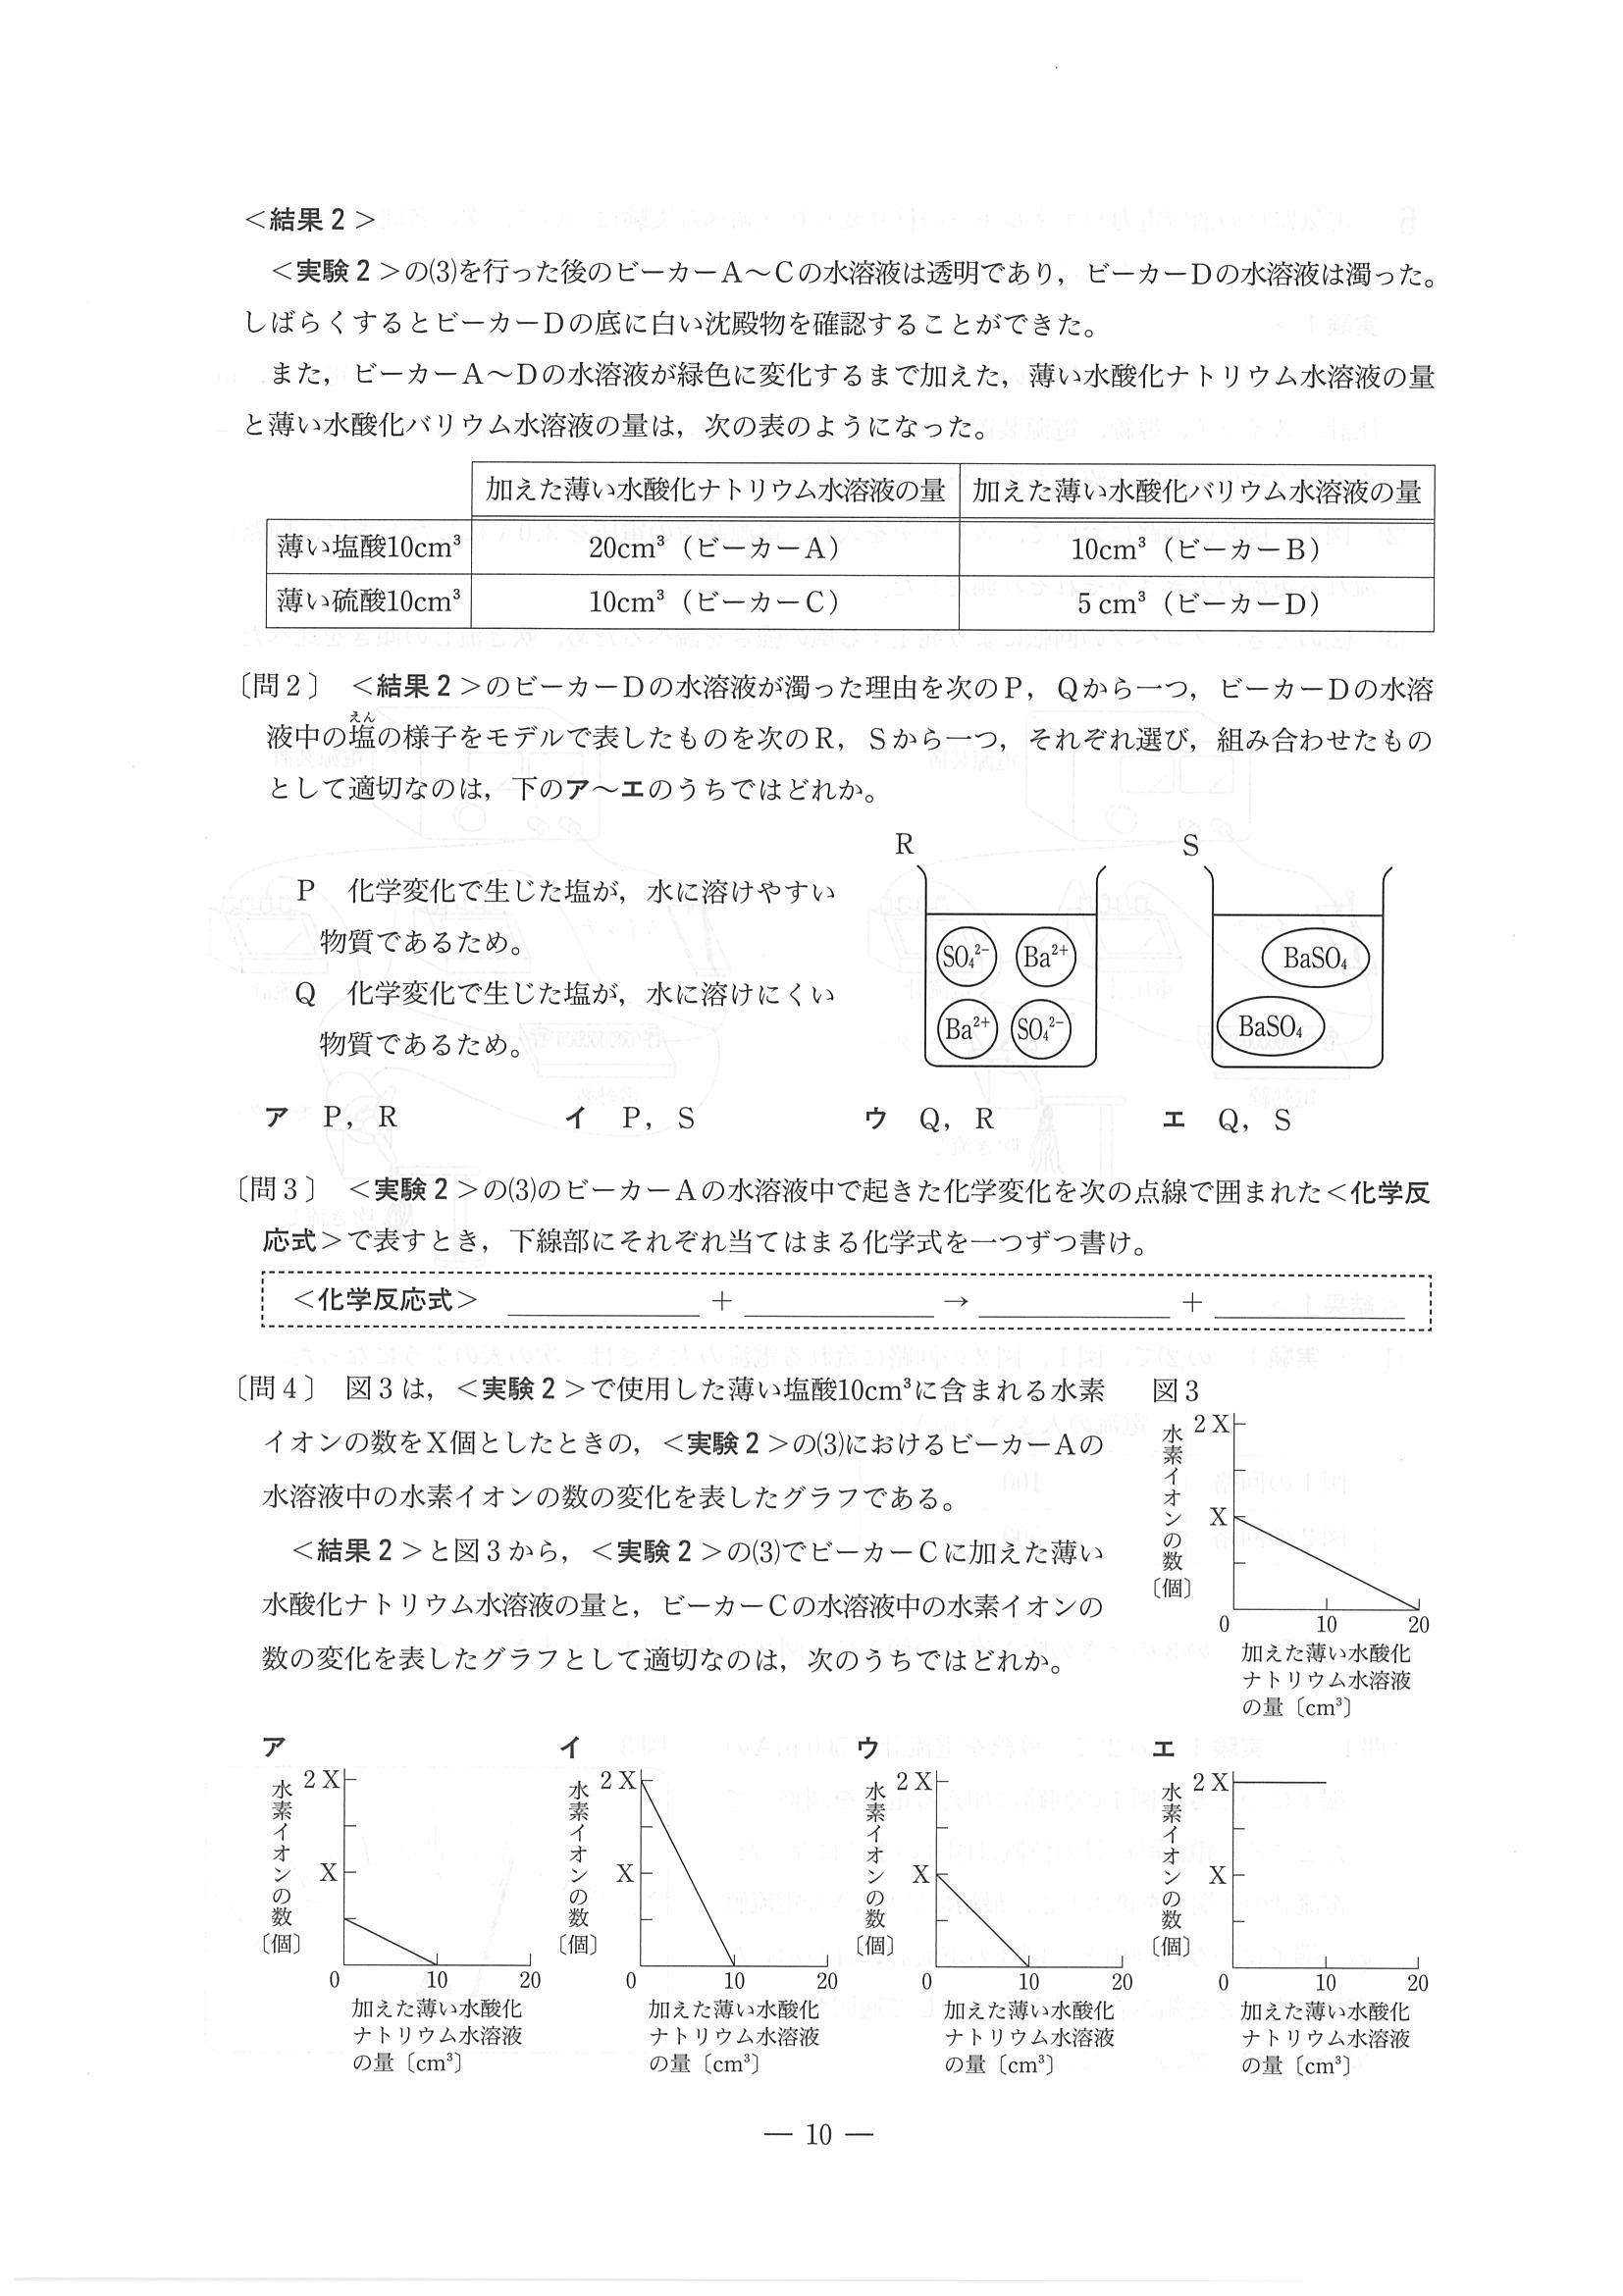 ＜結果２＞
＜実験２＞の⑶を行った後のビーカーＡ～Ｃの水溶液は透明であり，ビーカーＤの水溶液は濁った。
しばらくするとビーカーＤの底に白い沈殿物を確認することができた。
また，ビーカーＡ～Ｄの水溶液が緑色に変化するまで加えた，薄い水酸化ナトリウム水溶液の量
と薄い水酸化バリウム水溶液の量は，次の表のようになった。
加えた薄い水酸化ナトリウム水溶液の量 加えた薄い水酸化バリウム水溶液の量
薄い塩酸10cm³ 20cm³（ビーカーＡ） 10cm³（ビーカーＢ）
薄い硫酸10cm³ 10cm³（ビーカーＣ） 5 cm³（ビーカーＤ）
〔問２〕 ＜結果２＞のビーカーＤの水溶液が濁った理由を次のＰ，Ｑから一つ，ビーカーＤの水溶
えん
液中の塩の様子をモデルで表したものを次のＲ，Ｓから一つ，それぞれ選び，組み合わせたもの
として適切なのは，下のア～エのうちではどれか。
Ｐ 化学変化で生じた塩が，水に溶けやすい
物質であるため。
Ｑ 化学変化で生じた塩が，水に溶けにくい
物質であるため。
R
SO₄²⁻ Ba²⁺
Ba²⁺ SO₄²⁻
S
BaSO₄
BaSO₄
ア Ｐ，Ｒ イ Ｐ，Ｓ ウ Ｑ，Ｒ エ Ｑ，Ｓ
〔問３〕 ＜実験２＞の⑶のビーカーＡの水溶液中で起きた化学変化を次の点線で囲まれた＜化学反
応式＞で表すとき，下線部にそれぞれ当てはまる化学式を一つずつ書け。
＜化学反応式＞ ＋ → ＋
〔問４〕 図３は，＜実験２＞で使用した薄い塩酸10cm³に含まれる水素
イオンの数をＸ個としたときの，＜実験２＞の⑶におけるビーカーＡの
水溶液中の水素イオンの数の変化を表したグラフである。
＜結果２＞と図３から，＜実験２＞の⑶でビーカーＣに加えた薄い
水酸化ナトリウム水溶液の量と，ビーカーＣの水溶液中の水素イオンの
数の変化を表したグラフとして適切なのは，次のうちではどれか。
図３
水素イオンの数〔個〕
2 X
X
0 10 20
加えた薄い水酸化
ナトリウム水溶液
の量〔cm³〕
ア
水素イオンの数〔個〕
2 X
X
0 10 20
加えた薄い水酸化
ナトリウム水溶液
の量〔cm³〕
イ
水素イオンの数〔個〕
2 X
X
0 10 20
加えた薄い水酸化
ナトリウム水溶液
の量〔cm³〕
ウ
水素イオンの数〔個〕
2 X
X
0 10 20
加えた薄い水酸化
ナトリウム水溶液
の量〔cm³〕
エ
水素イオンの数〔個〕
2 X
X
0 10 20
加えた薄い水酸化
ナトリウム水溶液
の量〔cm³〕
― 10 ―